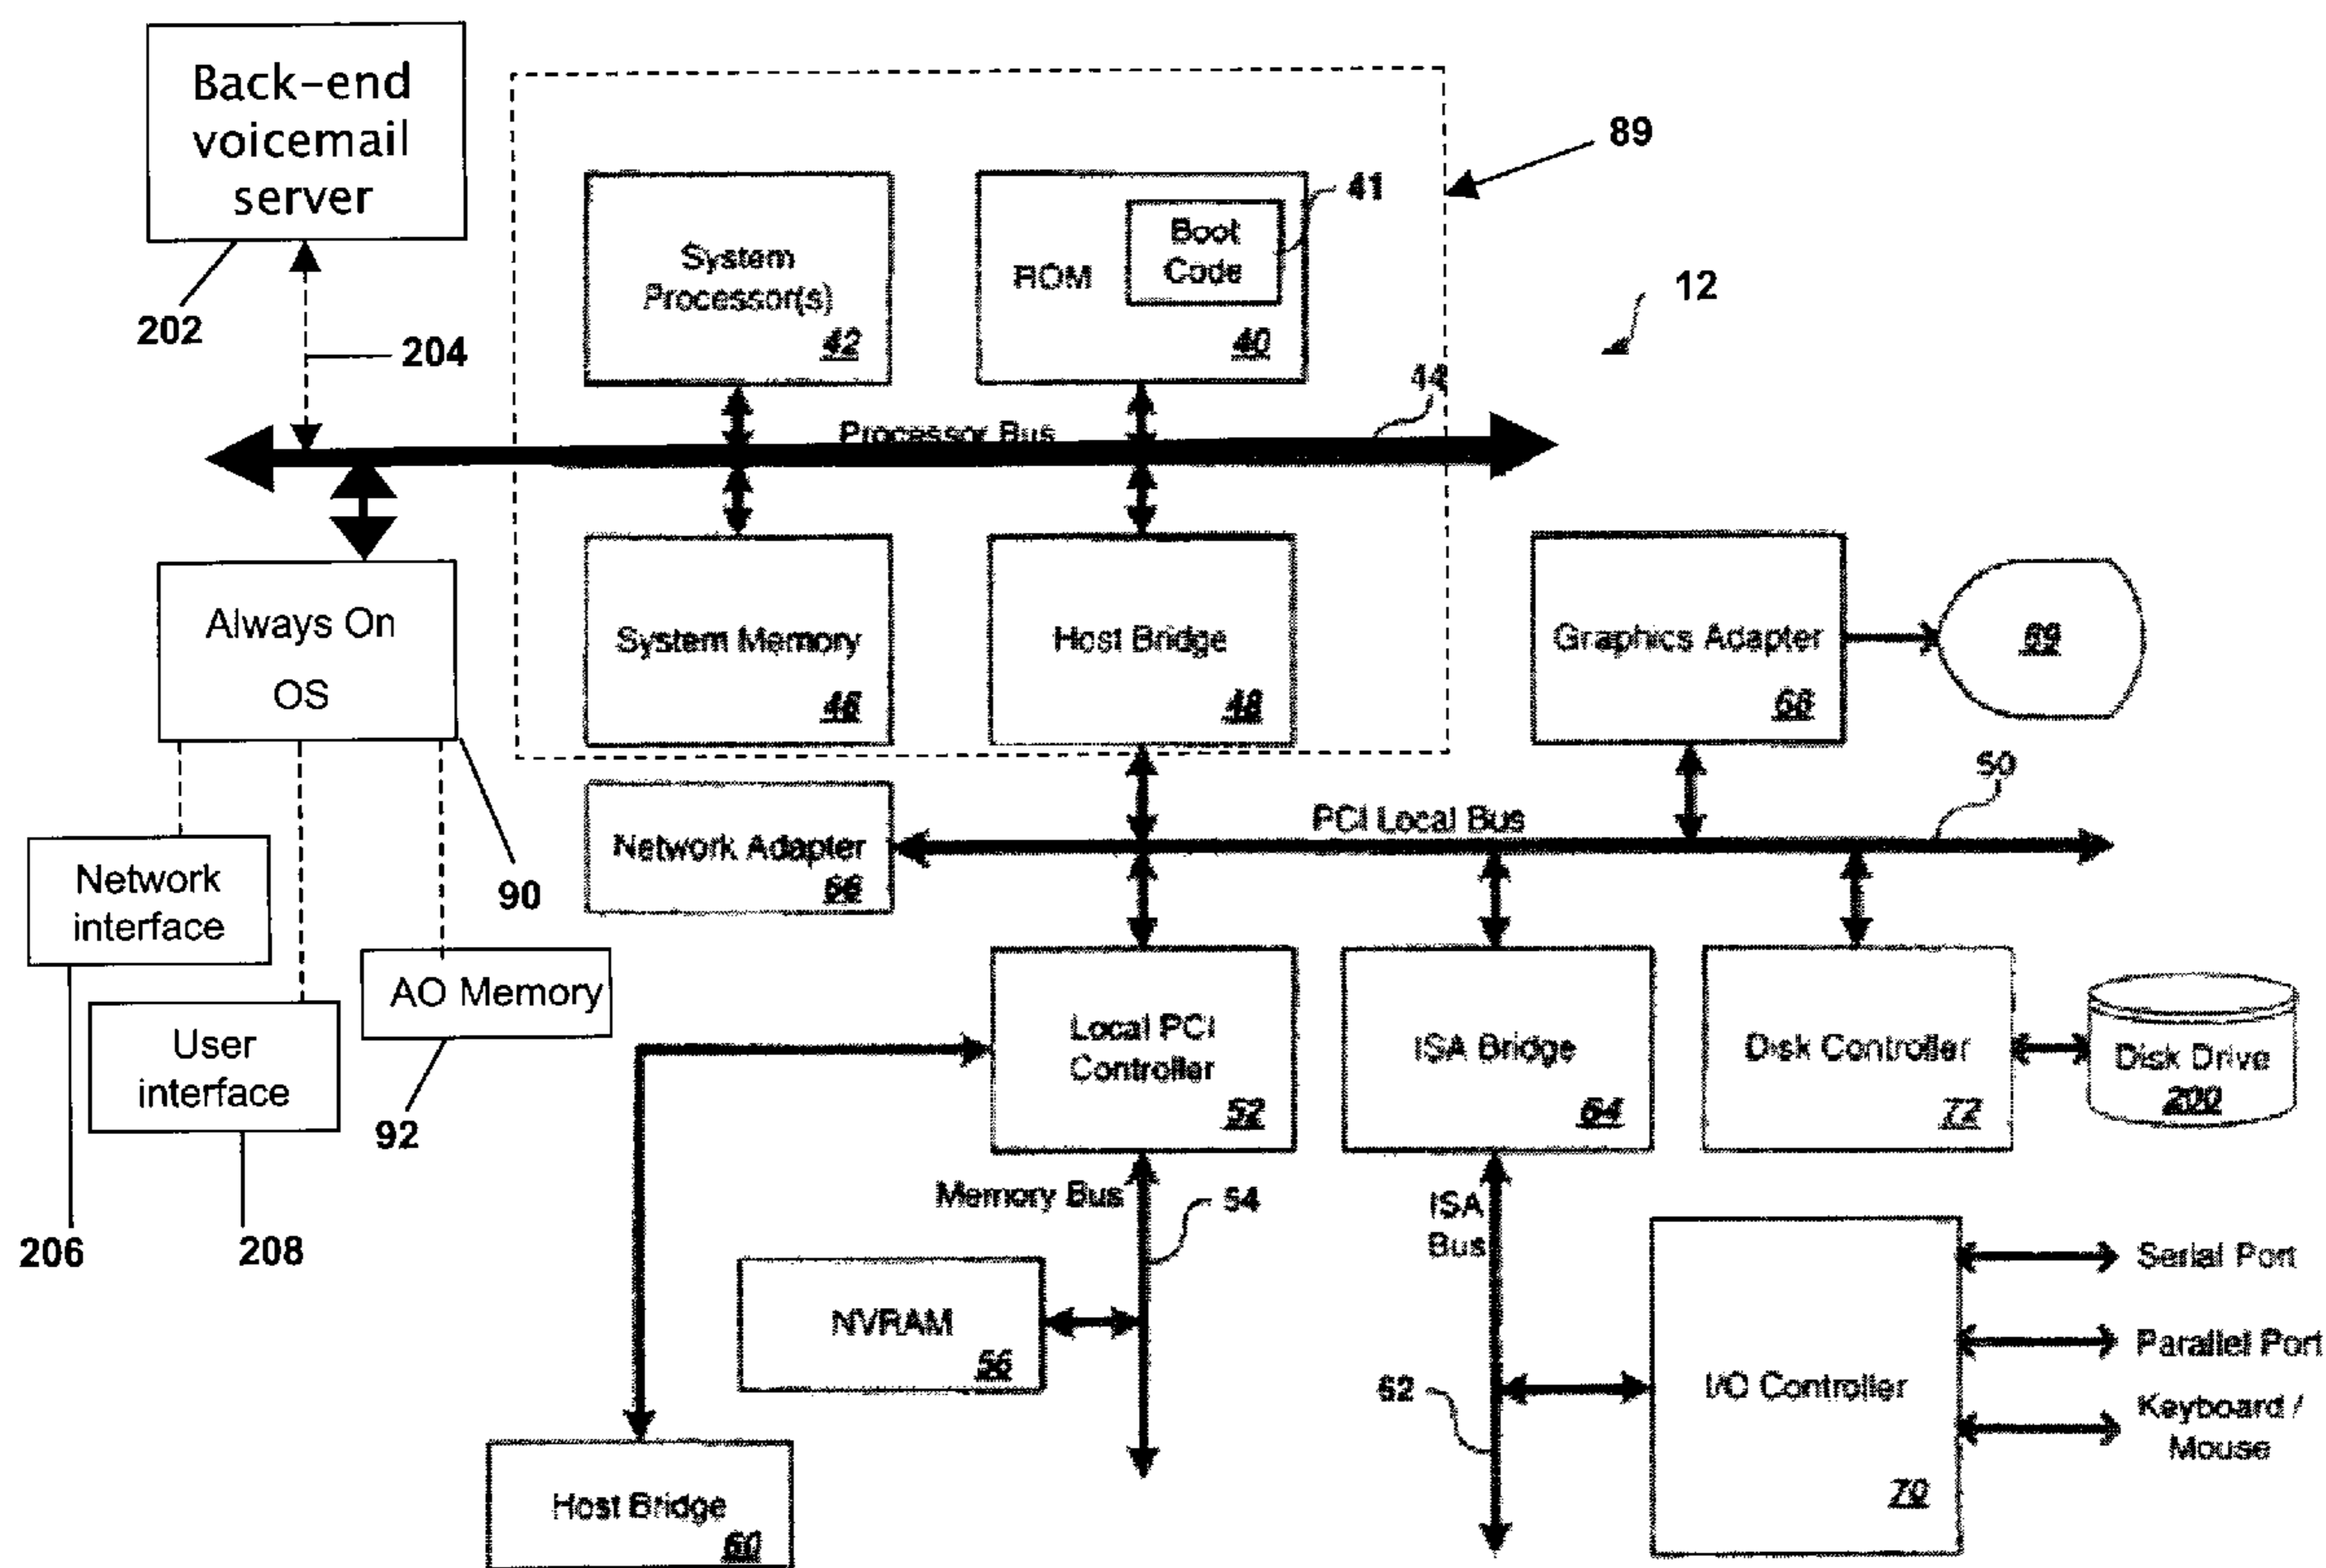 Back-end
voicemail
server
202
204
89
12
System
Processor(s)
42
ROM
Boot
Code
41
40
44
Processor Bus
Always On
OS
90
System Memory
46
Host Bridge
48
Graphics Adapter
68
69
Network
interface
206
User
interface
208
AO Memory
92
Network Adapter
66
PCI Local Bus
50
Local PCI
Controller
52
ISA Bridge
64
Disk Controller
72
Disk Drive
200
Memory Bus
54
ISA
Bus
NVRAM
56
62
I/O Controller
70
Serial Port
Parallel Port
Keyboard /
Mouse
Host Bridge
60